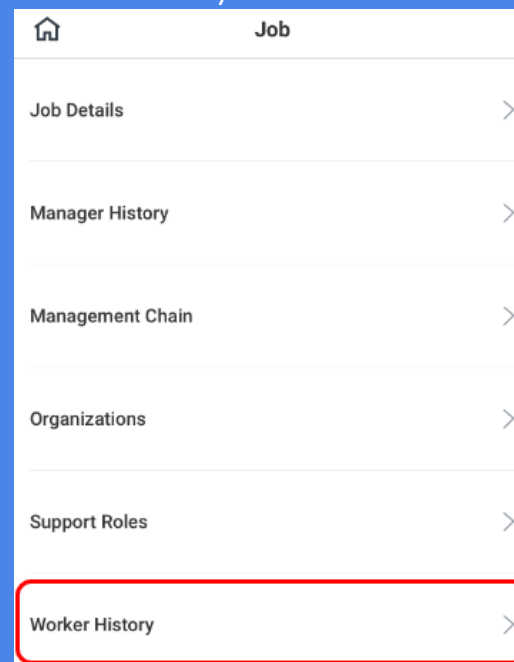 Job
Job Details
Manager History
Management Chain
Organizations
Support Roles
Worker History